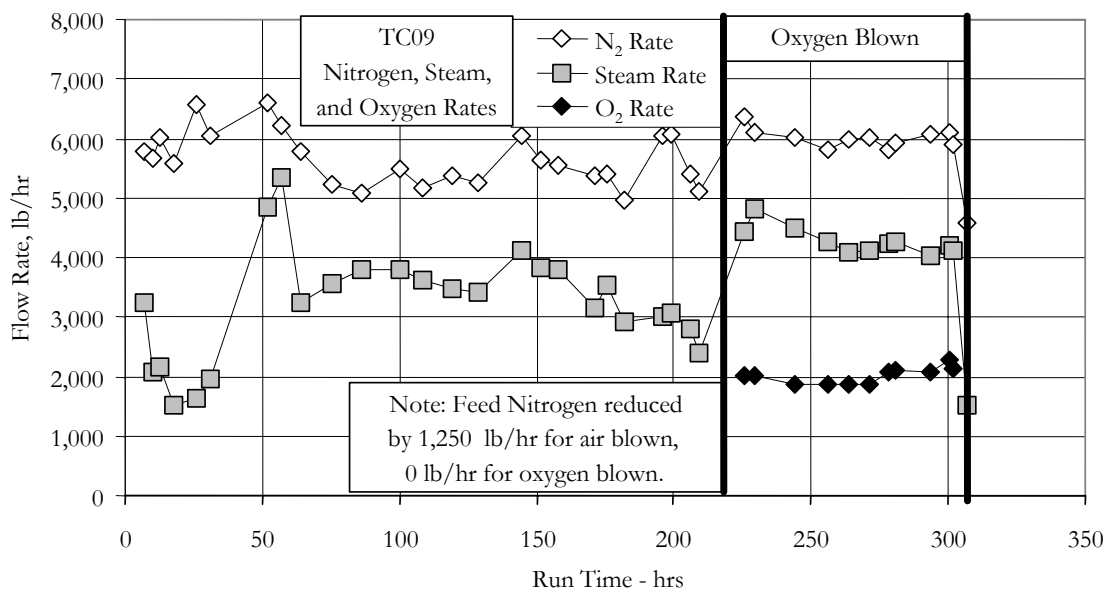 TC09
Nitrogen, Steam,
and Oxygen Rates
N₂ Rate
Steam Rate
O₂ Rate
Oxygen Blown
Note: Feed Nitrogen reduced
by 1,250 lb/hr for air blown,
0 lb/hr for oxygen blown.
Flow Rate, lb/hr
8,000
7,000
6,000
5,000
4,000
3,000
2,000
1,000
0
0 50 100 150 200 250 300 350
Run Time - hrs